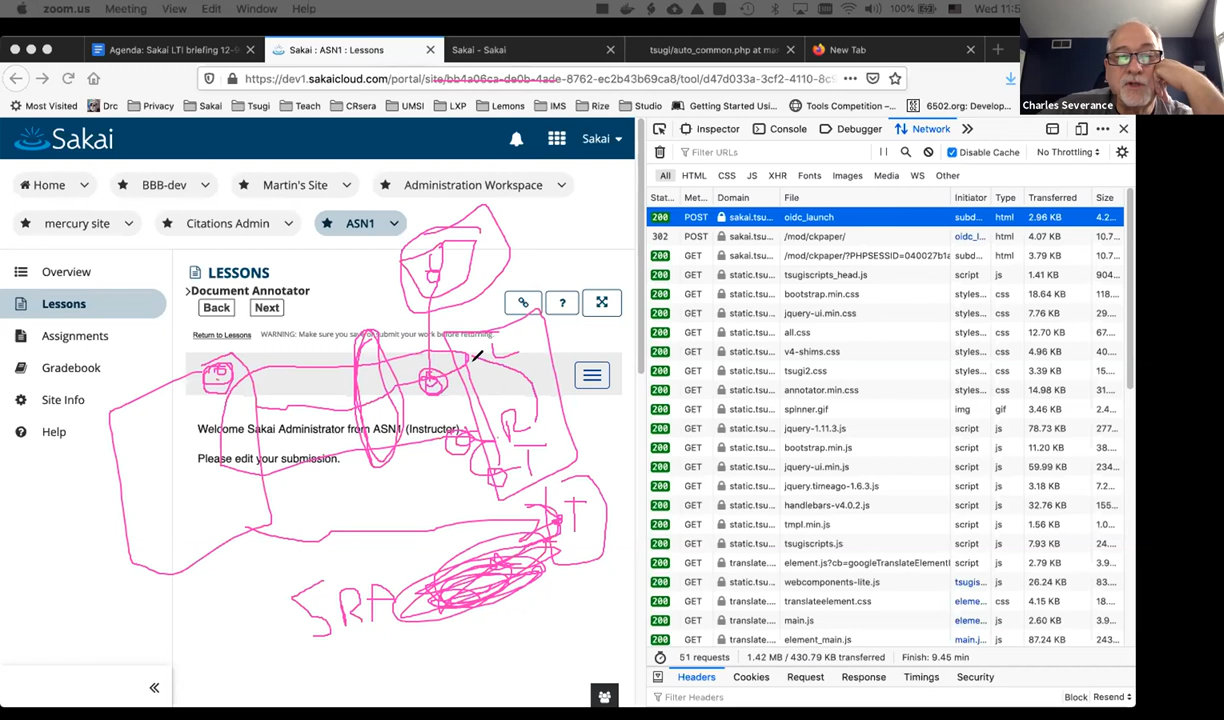 zoom.us Meeting View Edit Window Help 100% Wed 11:5
Agenda: Sakai LTI briefing 12-9 Sakai : ASN1 : Lessons Sakai - Sakai tsugi/auto_common.php at mas New Tab
https://dev1.sakaicloud.com/portal/site/bb4a06ca-de0b-4ade-8762-ec2b43b69ca8/tool/d47d033a-3cf2-4110-8c9
Charles Severance
Most Visited Drc Privacy Sakai Tsugi Teach CRsera UMSI LXP Lemons IMS Rize Studio Getting Started Usi... Tools Competition –... 6502.org: Develop...
Sakai
Sakai
Home BBB-dev Martin's Site Administration Workspace
mercury site Citations Admin ASN1
Overview
Lessons
Assignments
Gradebook
Site Info
Help
LESSONS
Document Annotator
Back Next
?
Return to Lessons WARNING: Make sure you save or submit your work before returning.
Welcome Sakai Administrator from ASN1 (Instructor)
Please edit your submission.
L
R
T
SRA
Inspector Console Debugger Network
Filter URLs Disable Cache No Throttling
All HTML CSS JS XHR Fonts Images Media WS Other
Stat... Met... Domain File Initiator Type Transferred Size
200 POST sakai.tsu... oidc_launch subd... html 2.96 KB 4.2...
302 POST sakai.tsu... /mod/ckpaper/ oidc_l... html 4.07 KB 10.7...
200 GET sakai.tsu... /mod/ckpaper/?PHPSESSID=040027b1a subd... html 3.79 KB 10.7...
200 GET static.tsu... tsugiscripts_head.js script js 1.41 KB 904...
200 GET static.tsu... bootstrap.min.css styles... css 18.64 KB 118...
200 GET static.tsu... jquery-ui.min.css styles... css 7.76 KB 29...
200 GET static.tsu... all.css styles... css 12.70 KB 67...
200 GET static.tsu... v4-shims.css styles... css 4.96 KB 40...
200 GET static.tsu... tsugi2.css styles... css 3.39 KB 15...
200 GET static.tsu... annotator.min.css styles... css 14.98 KB 31...
200 GET static.tsu... spinner.gif img gif 3.46 KB 2.4...
200 GET static.tsu... jquery-1.11.3.js script js 78.73 KB 277...
200 GET static.tsu... bootstrap.min.js script js 11.20 KB 38...
200 GET static.tsu... jquery-ui.min.js script js 59.99 KB 234...
200 GET static.tsu... jquery.timeago-1.6.3.js script js 3.18 KB 7.2...
200 GET static.tsu... handlebars-v4.0.2.js script js 32.76 KB 155...
200 GET static.tsu... tmpl.min.js script js 1.56 KB 1.0...
200 GET static.tsu... tsugiscripts.js script js 7.93 KB 24...
200 GET translate... element.js?cb=googleTranslateElementI script js 2.79 KB 3.9...
200 GET static.tsu... webcomponents-lite.js tsugis... js 26.24 KB 83...
200 GET translate... translateelement.css eleme... css 4.15 KB 18...
200 GET translate... main.js eleme... js 2.60 KB 3.9...
200 GET translate... element_main.js main.j... js 87.24 KB 243...
51 requests 1.42 MB / 430.79 KB transferred Finish: 9.45 min
Headers Cookies Request Response Timings Security
Filter Headers Block Resend